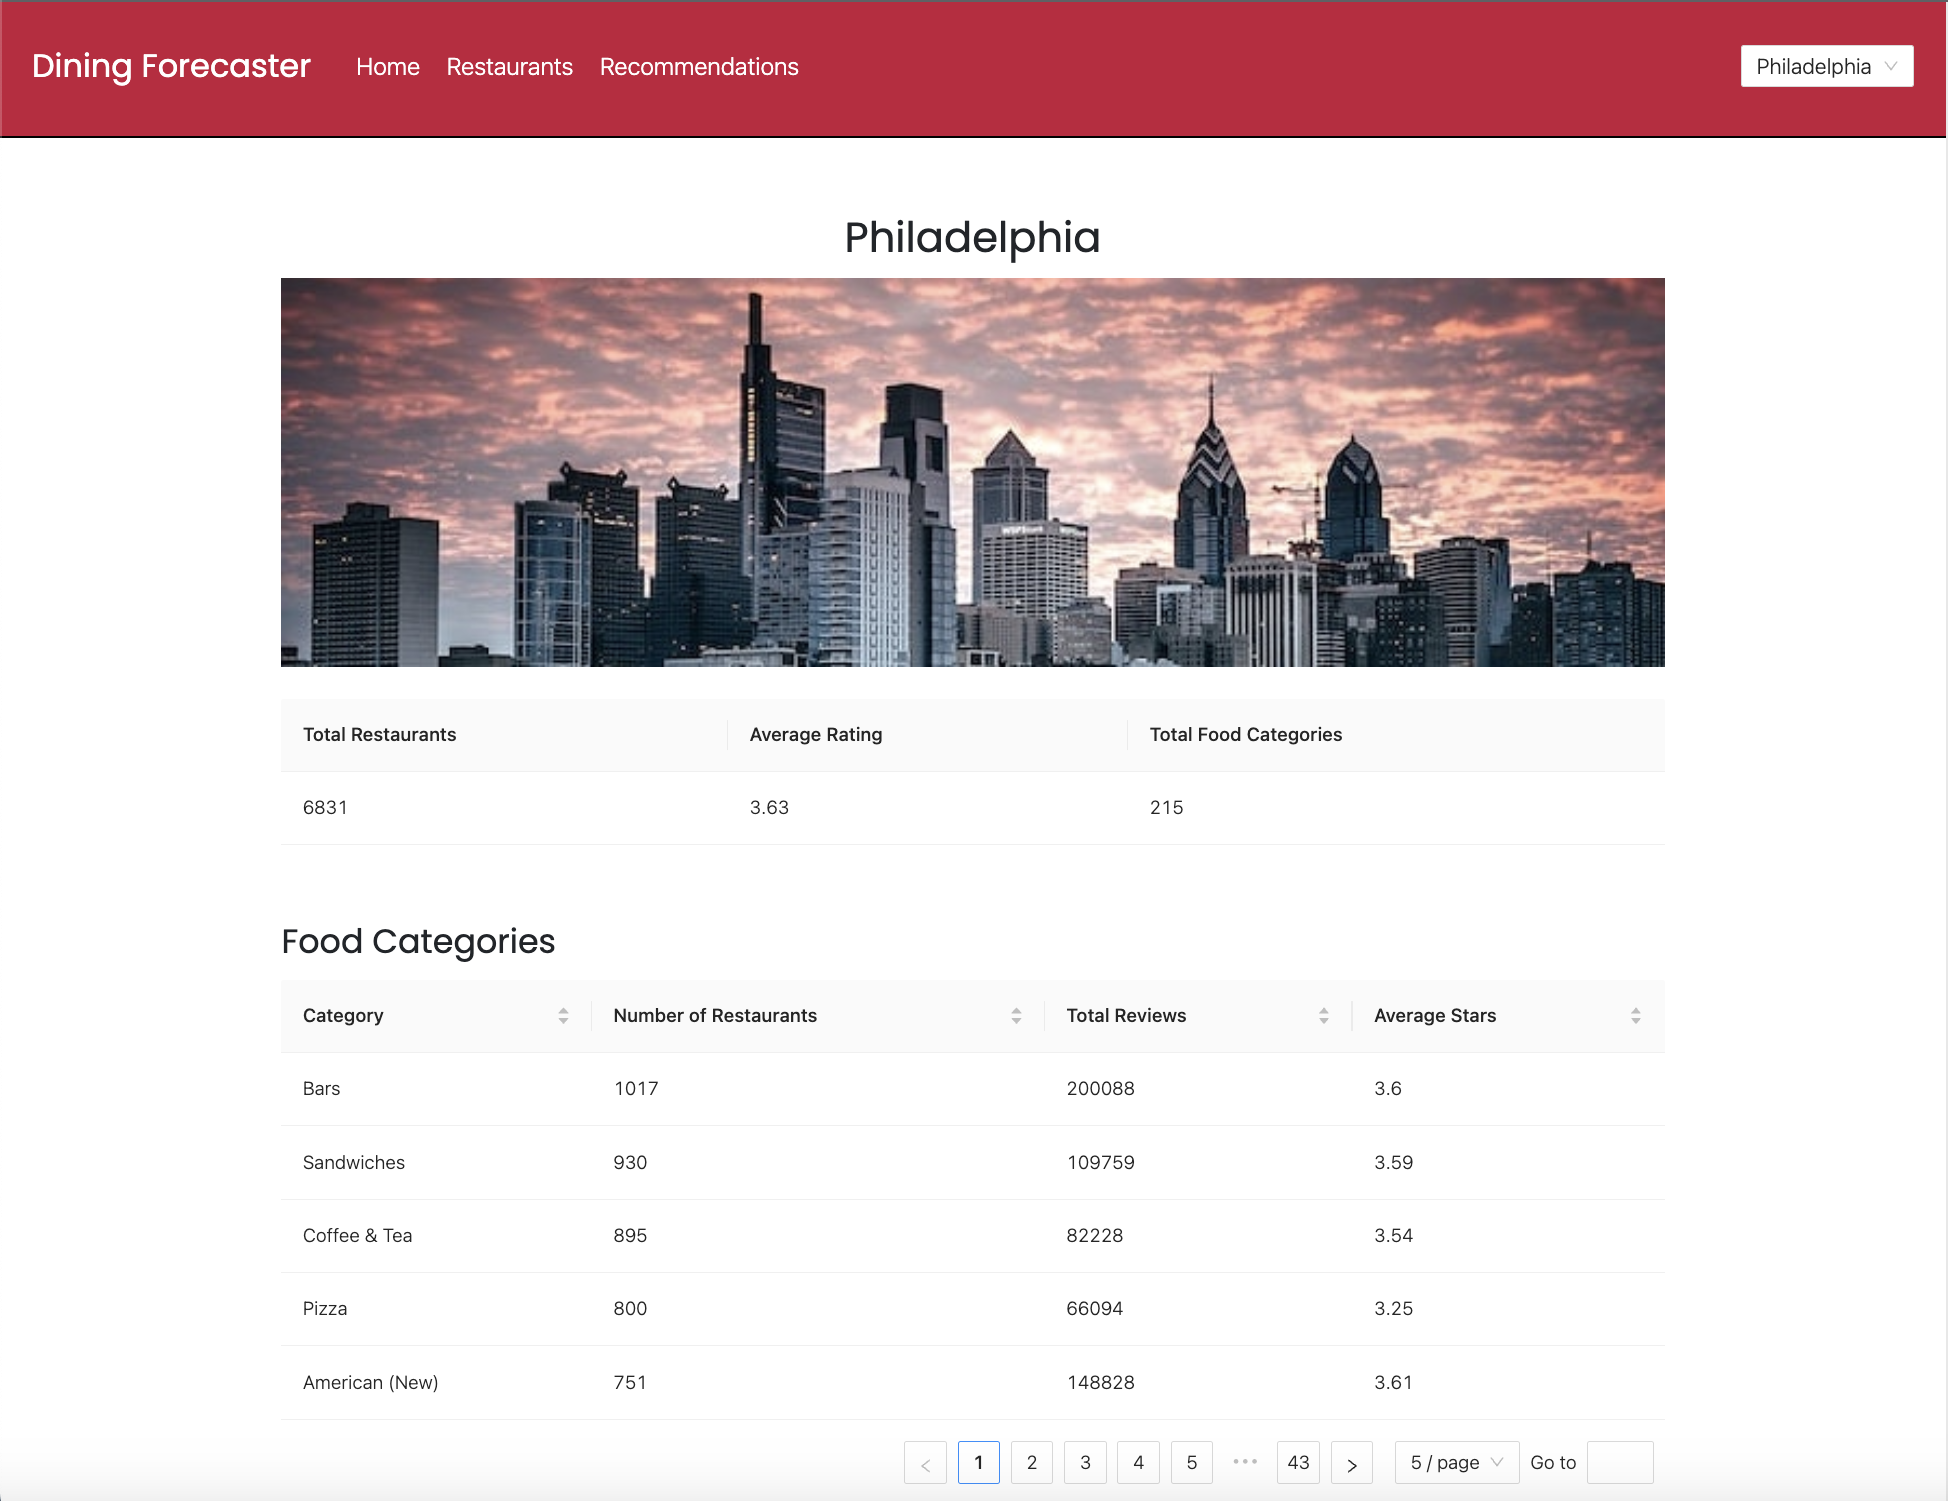 Dining Forecaster Home Restaurants Recommendations Philadelphia
Philadelphia
Total Restaurants Average Rating Total Food Categories
6831 3.63 215
Food Categories
Category Number of Restaurants Total Reviews Average Stars
Bars 1017 200088 3.6
Sandwiches 930 109759 3.59
Coffee & Tea 895 82228 3.54
Pizza 800 66094 3.25
American (New) 751 148828 3.61
< 1 2 3 4 5 ••• 43 > 5 / page Go to